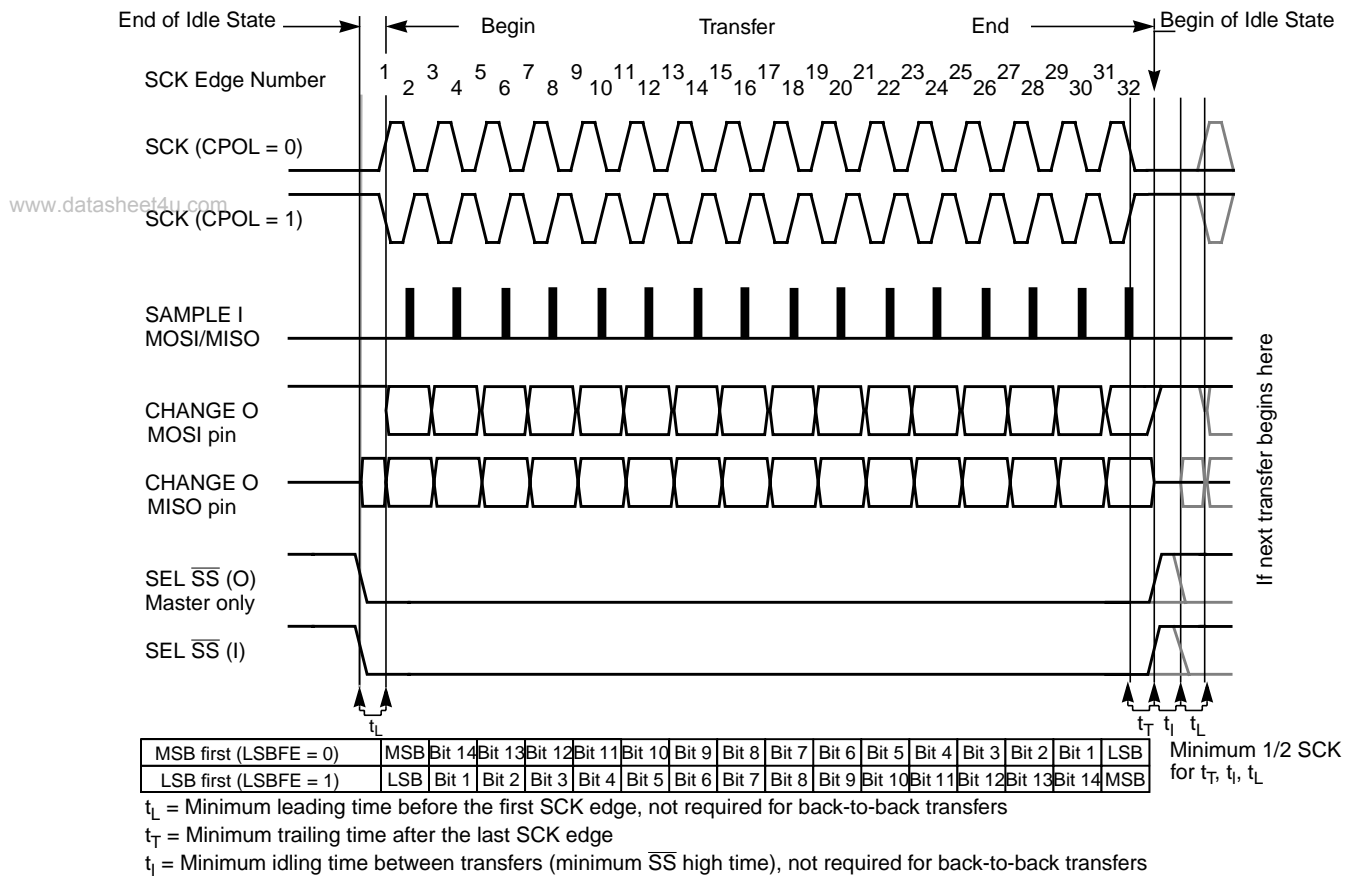 End of Idle State
Begin
Transfer
End
Begin of Idle State
SCK Edge Number
1 2 3 4 5 6 7 8 9 10 11 12 13 14 15 16 17 18 19 20 21 22 23 24 25 26 27 28 29 30 31 32
SCK (CPOL = 0)
www.datasheet4u.com
SCK (CPOL = 1)
SAMPLE I
MOSI/MISO
CHANGE O
MOSI pin
CHANGE O
MISO pin
SEL SS (O)
Master only
SEL SS (I)
If next transfer begins here
tL
tT tI tL
MSB first (LSBFE = 0) MSB Bit 14 Bit 13 Bit 12 Bit 11 Bit 10 Bit 9 Bit 8 Bit 7 Bit 6 Bit 5 Bit 4 Bit 3 Bit 2 Bit 1 LSB
LSB first (LSBFE = 1) LSB Bit 1 Bit 2 Bit 3 Bit 4 Bit 5 Bit 6 Bit 7 Bit 8 Bit 9 Bit 10 Bit 11 Bit 12 Bit 13 Bit 14 MSB
Minimum 1/2 SCK
for tT, tI, tL
tL = Minimum leading time before the first SCK edge, not required for back-to-back transfers
tT = Minimum trailing time after the last SCK edge
tI = Minimum idling time between transfers (minimum SS high time), not required for back-to-back transfers